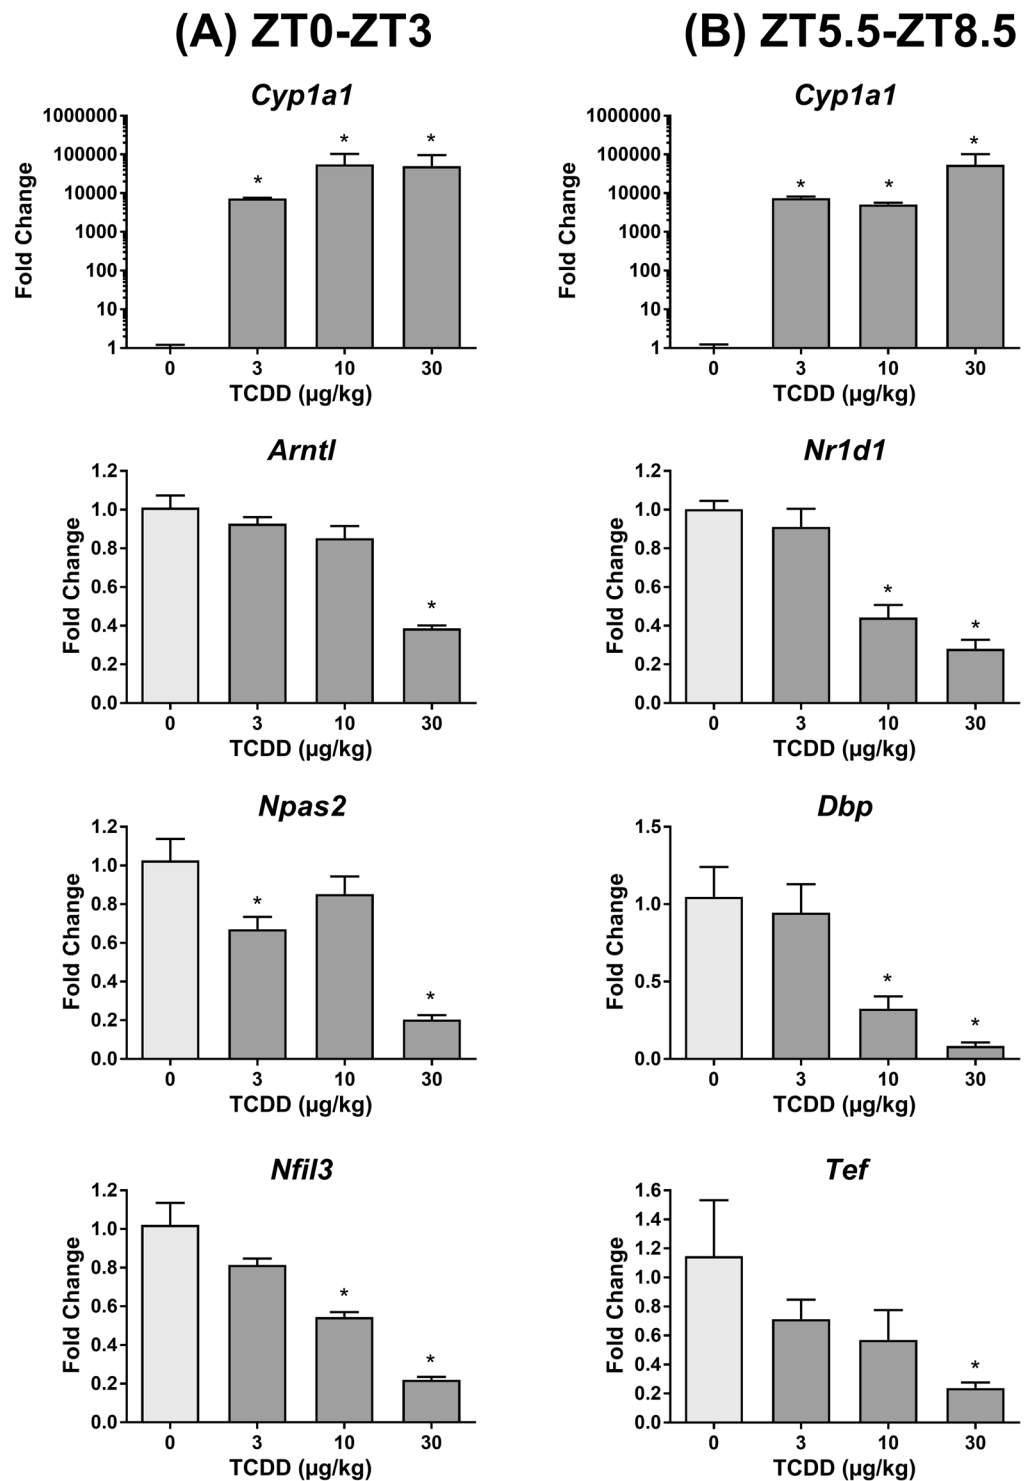 (A) ZT0-ZT3
Cyp1a1
Fold Change
1000000
100000
10000
1000
100
10
1
*
*
*
0 3 10 30
TCDD (µg/kg)
Arntl
Fold Change
1.2
1.0
0.8
0.6
0.4
0.2
0.0
*
0 3 10 30
TCDD (µg/kg)
Npas2
Fold Change
1.2
1.0
0.8
0.6
0.4
0.2
0.0
*
*
0 3 10 30
TCDD (µg/kg)
Nfil3
Fold Change
1.2
1.0
0.8
0.6
0.4
0.2
0.0
*
*
0 3 10 30
TCDD (µg/kg)
(B) ZT5.5-ZT8.5
Cyp1a1
Fold Change
1000000
100000
10000
1000
100
10
1
*
*
*
0 3 10 30
TCDD (µg/kg)
Nr1d1
Fold Change
1.2
1.0
0.8
0.6
0.4
0.2
0.0
*
*
0 3 10 30
TCDD (µg/kg)
Dbp
Fold Change
1.5
1.0
0.5
0.0
*
*
0 3 10 30
TCDD (µg/kg)
Tef
Fold Change
1.6
1.4
1.2
1.0
0.8
0.6
0.4
0.2
0.0
*
0 3 10 30
TCDD (µg/kg)